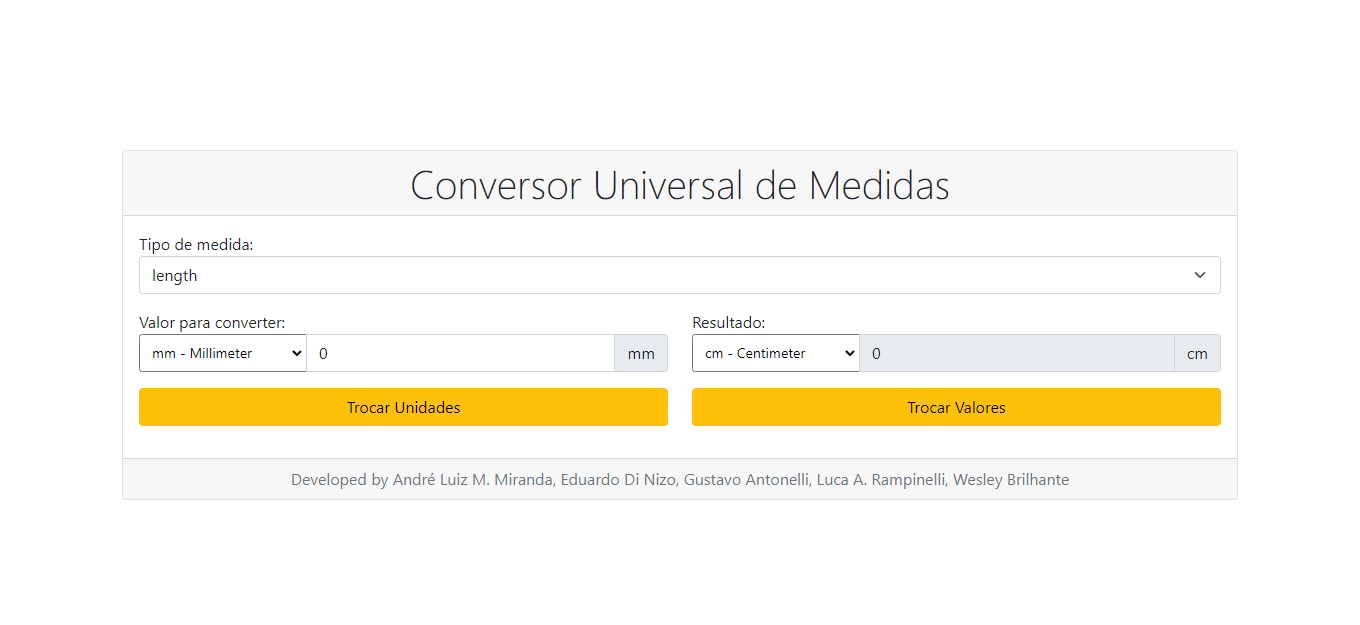 Conversor Universal de Medidas
Tipo de medida:
length
Valor para converter:
mm - Millimeter
0
mm
Resultado:
cm - Centimeter
0
cm
Trocar Unidades
Trocar Valores
Developed by André Luiz M. Miranda, Eduardo Di Nizo, Gustavo Antonelli, Luca A. Rampinelli, Wesley Brilhante